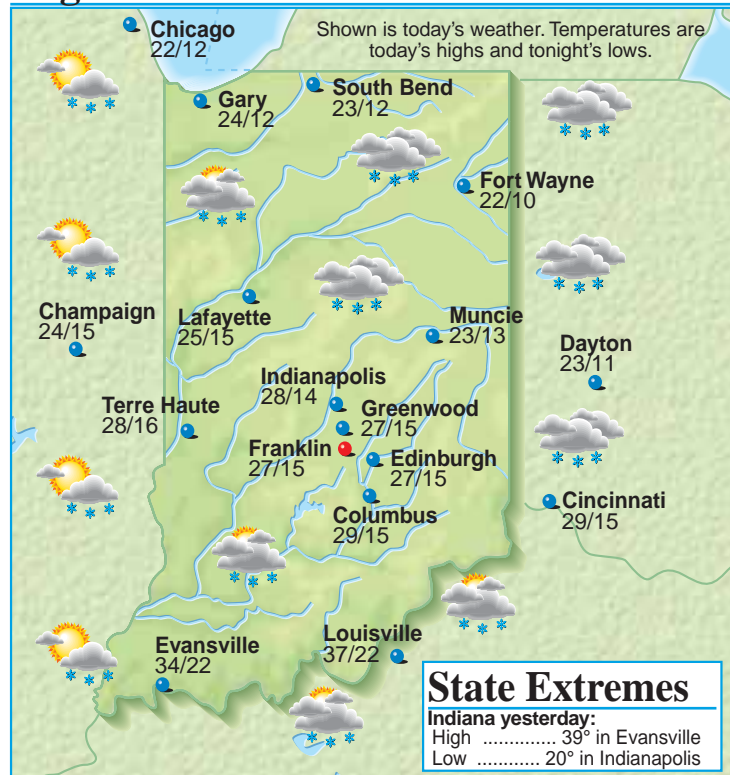 Shown is today's weather. Temperatures are
today's highs and tonight's lows.
Chicago
22/12
Gary
24/12
South Bend
23/12
Fort Wayne
22/10
Champaign
24/15
Lafayette
25/15
Muncie
23/13
Dayton
23/11
Indianapolis
28/14
Terre Haute
28/16
Greenwood
27/15
Franklin
27/15
Edinburgh
27/15
Columbus
29/15
Cincinnati
29/15
Evansville
34/22
Louisville
37/22
State Extremes
Indiana yesterday:
High ............. 39° in Evansville
Low ............ 20° in Indianapolis